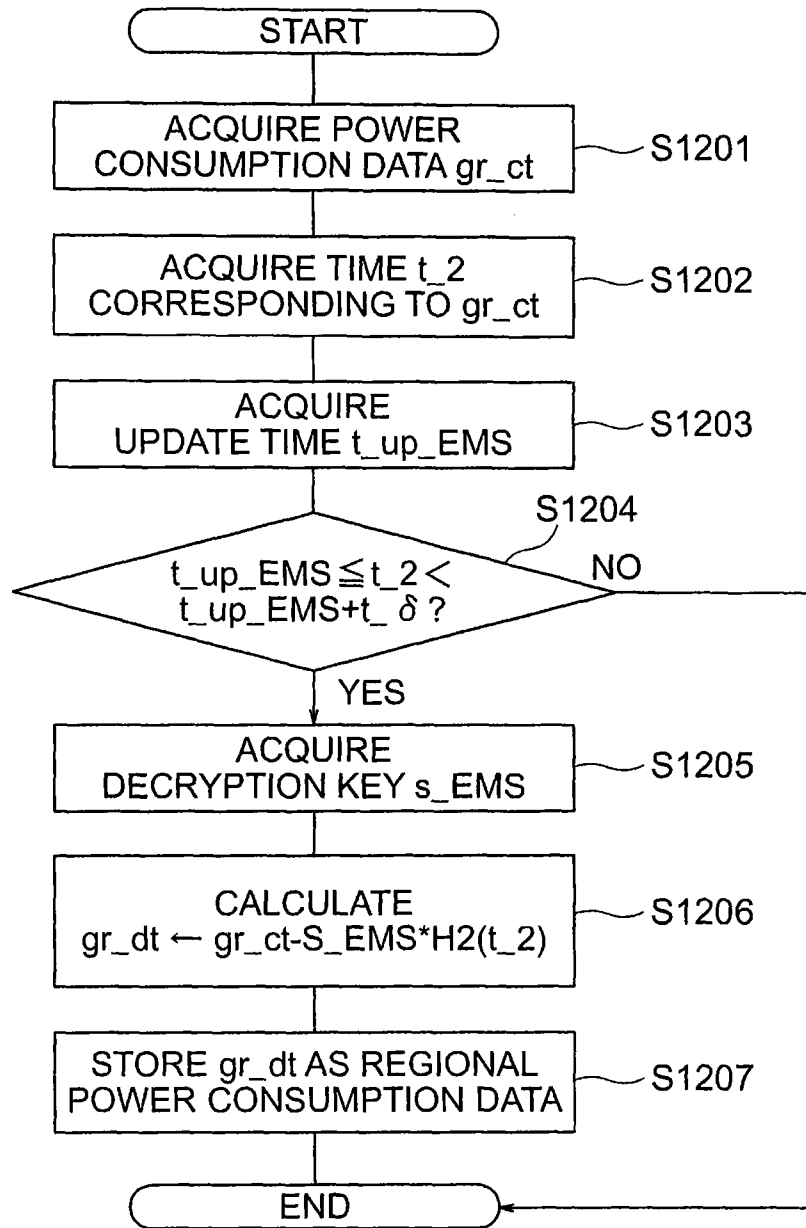 START
ACQUIRE POWER
CONSUMPTION DATA gr_ct
S1201
ACQUIRE TIME t_2
CORRESPONDING TO gr_ct
S1202
ACQUIRE
UPDATE TIME t_up_EMS
S1203
S1204
t_up_EMS≦t_2<
t_up_EMS+t_ δ ?
NO
YES
ACQUIRE
DECRYPTION KEY s_EMS
S1205
CALCULATE
gr_dt ← gr_ct-S_EMS*H2(t_2)
S1206
STORE gr_dt AS REGIONAL
POWER CONSUMPTION DATA
S1207
END